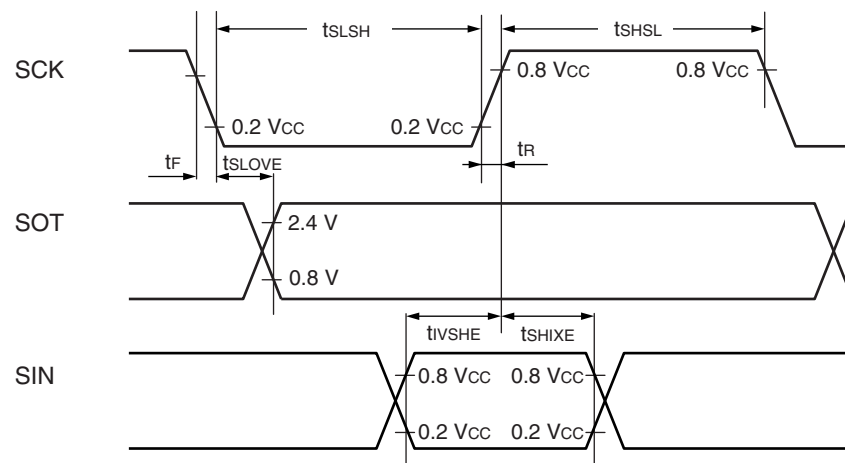 tSLSH
tSHSL
SCK
0.8 VCC
0.8 VCC
0.2 VCC
0.2 VCC
tF
tSLOVE
tR
SOT
2.4 V
0.8 V
tIVSHE
tSHIXE
SIN
0.8 VCC
0.8 VCC
0.2 VCC
0.2 VCC